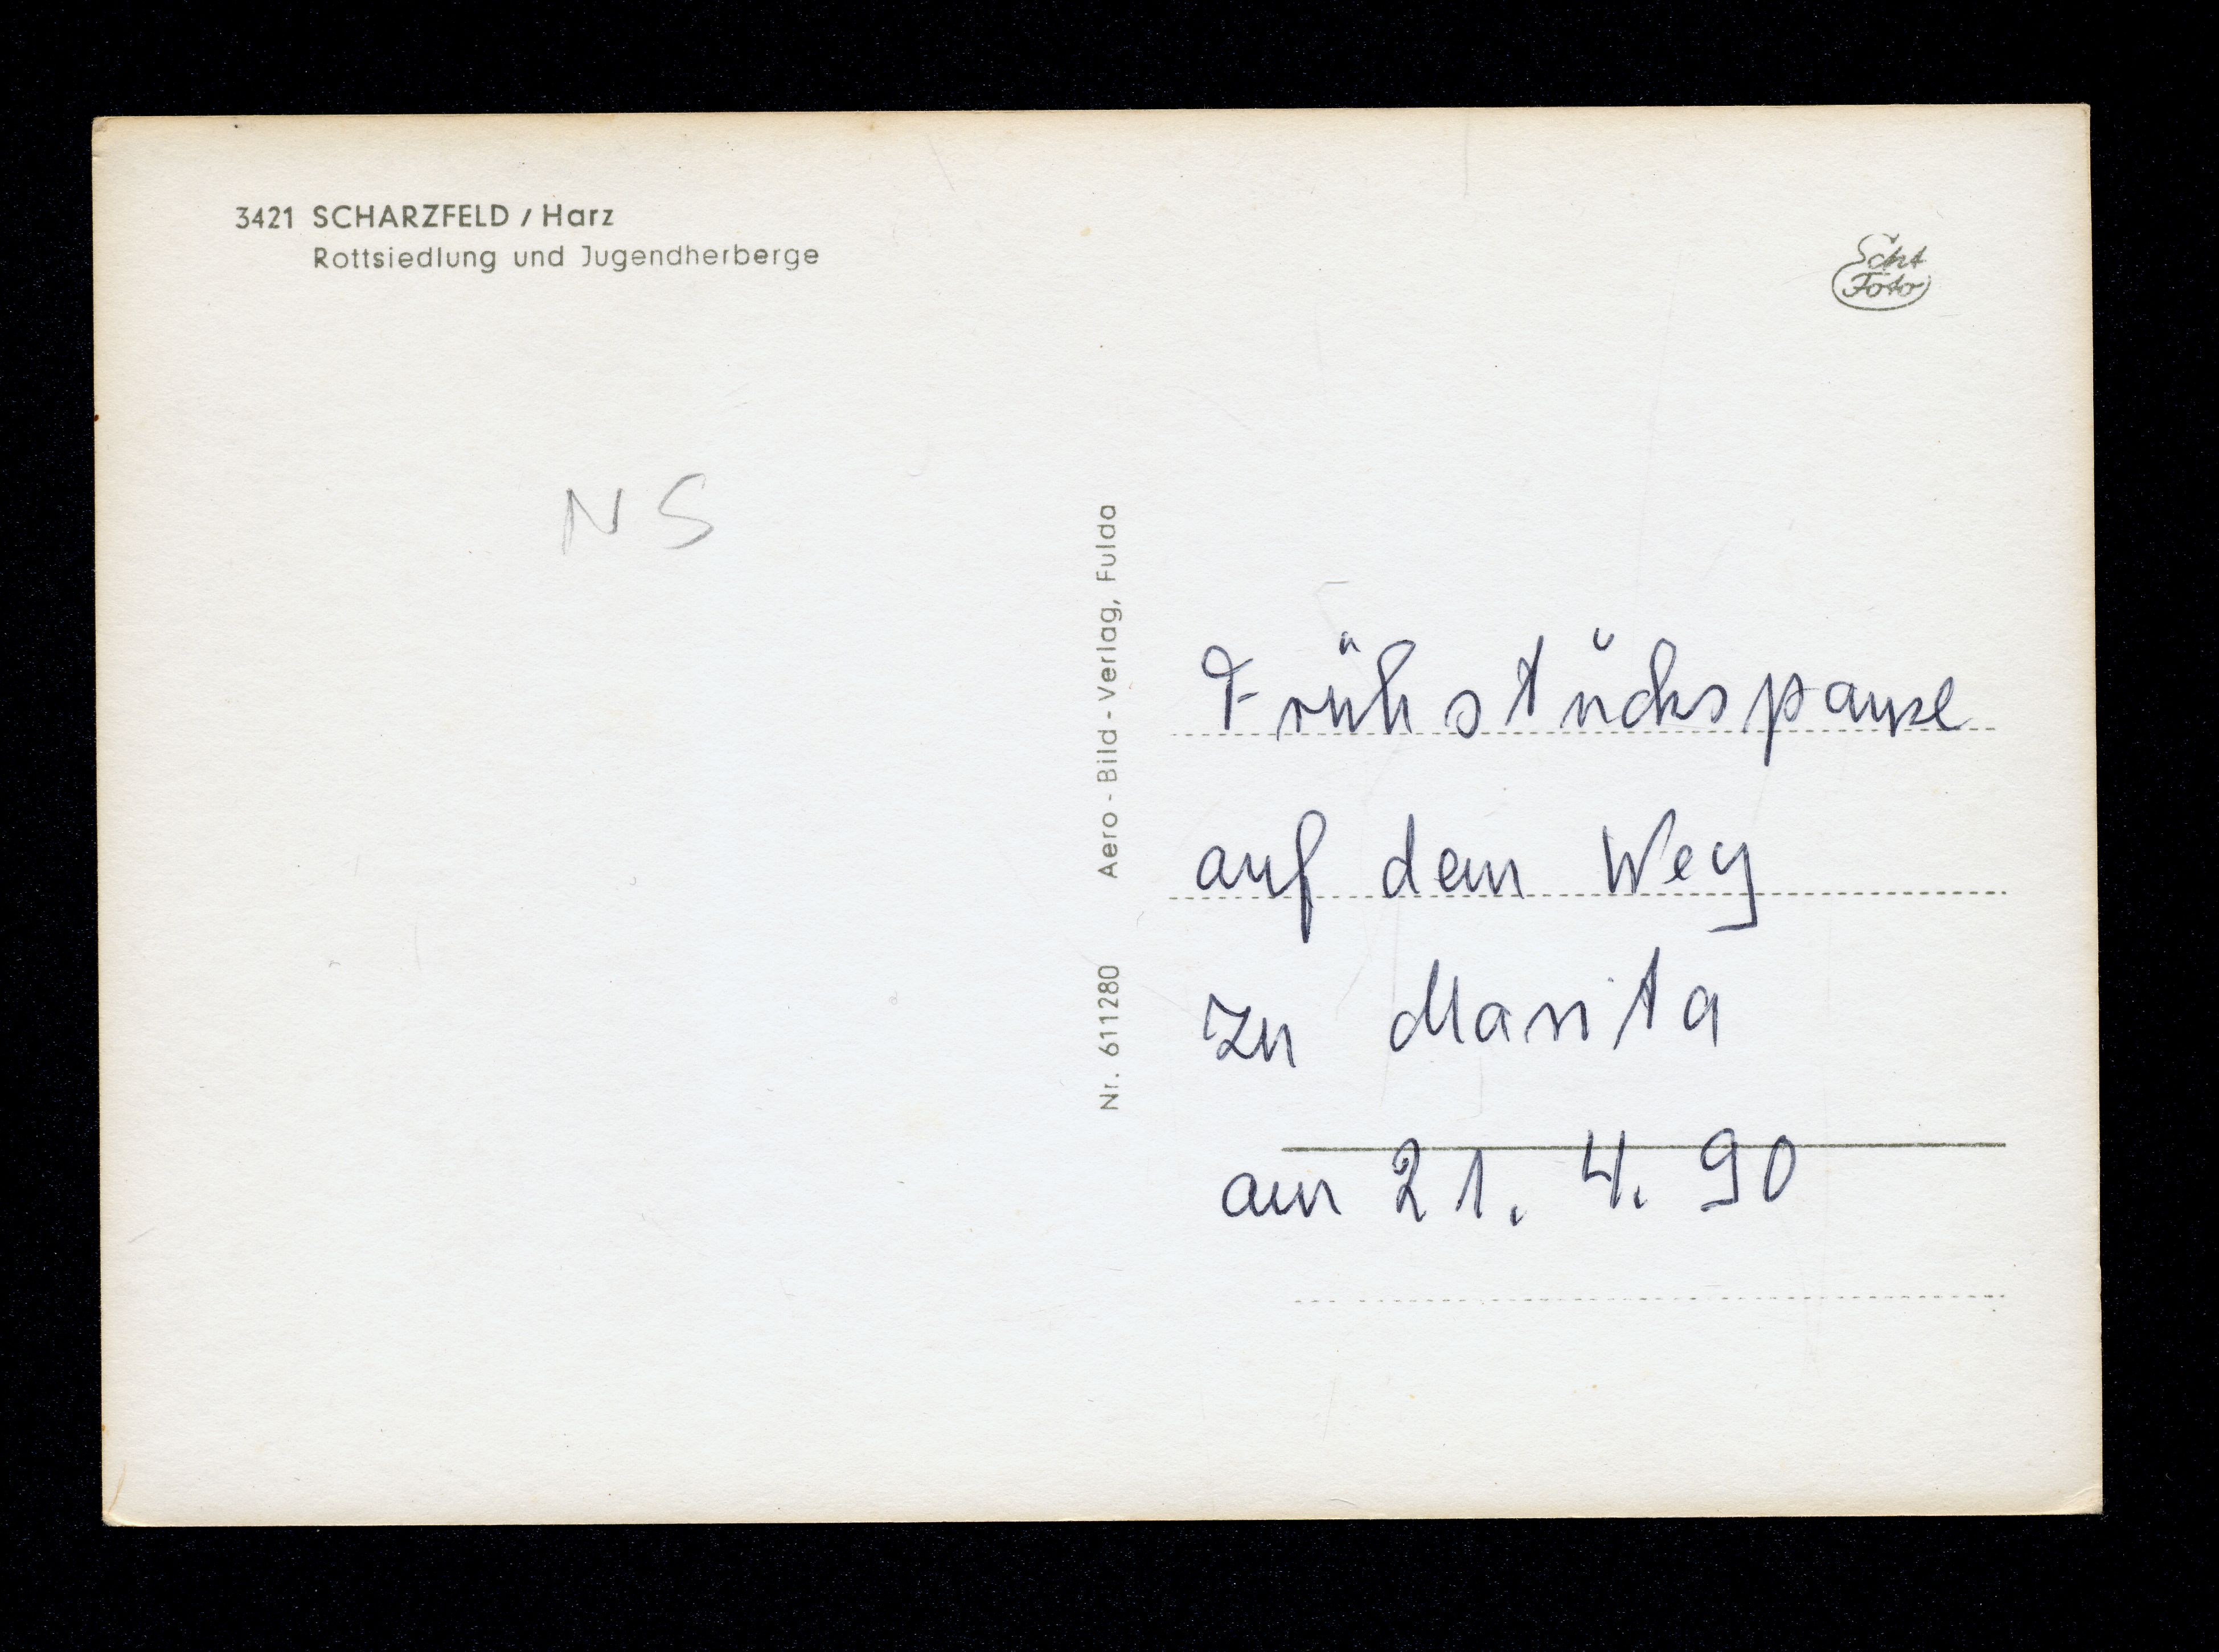 3421 SCHARZFELD / Harz
Rottsiedlung und Jugendherberge
Echt
Foto
NS
Nr. 611280 Aero-Bild-Verlag, Fulda
Frühstückspause
auf dem Weg
zu Marita
am 21. 4. 90